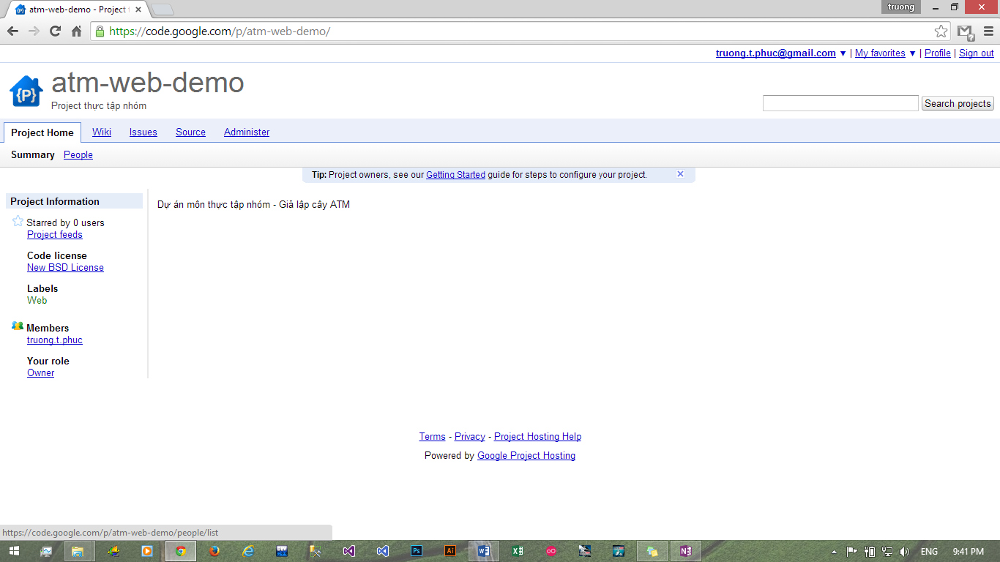 atm-web-demo - Project
truong
https://code.google.com/p/atm-web-demo/
truong.t.phuc@gmail.com ▼ | My favorites ▼ | Profile | Sign out
{P}
atm-web-demo
Project thực tập nhóm
Search projects
Project Home Wiki Issues Source Administer
Summary People
Tip: Project owners, see our Getting Started guide for steps to configure your project.
Project Information
Dự án môn thực tập nhóm - Giả lập cây ATM
Starred by 0 users
Project feeds
Code license
New BSD License
Labels
Web
Members
truong.t.phuc
Your role
Owner
Terms - Privacy - Project Hosting Help
Powered by Google Project Hosting
https://code.google.com/p/atm-web-demo/people/list
Ps Ai ENG 9:41 PM